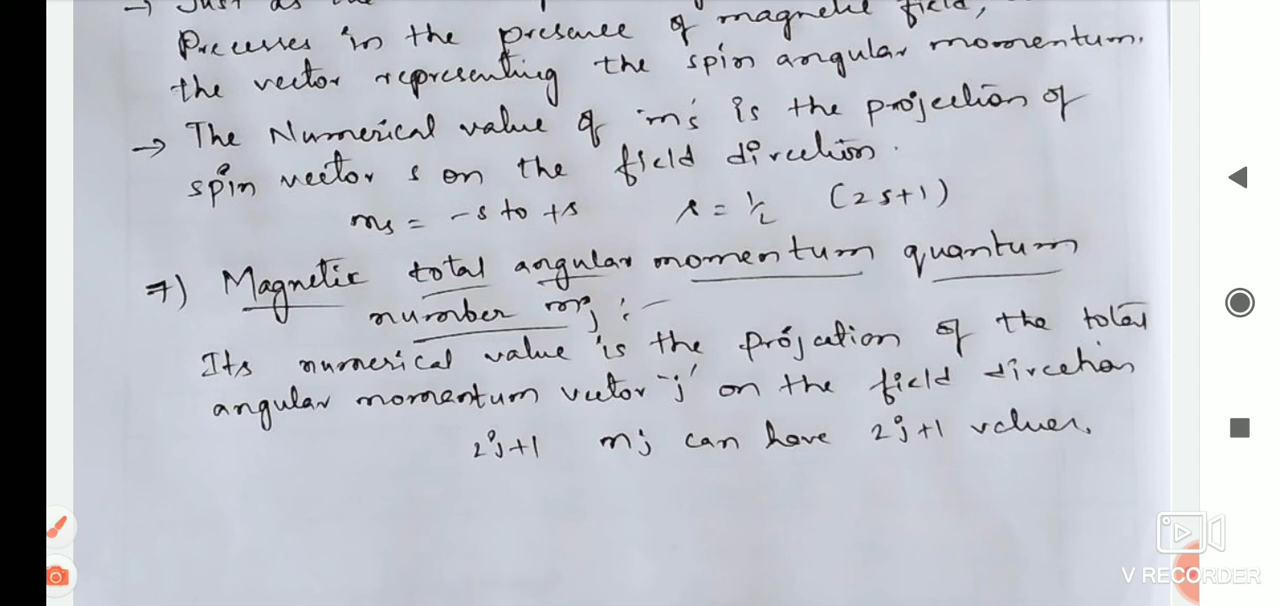 → Just as the
Precesses in the presence of magnetic field,
the vector representing the spin angular momentum.
→ The Numerical value of 'ms' is the projection of
spin vector s on the field direction.
ms = -s to +s s = 1/2 (2s+1)
7) Magnetic total angular momentum quantum
number mj :-
Its numerical value is the projection of the total
angular momentum vector 'j' on the field direction
2j+1 mj can have 2j+1 values.
V RECORDER